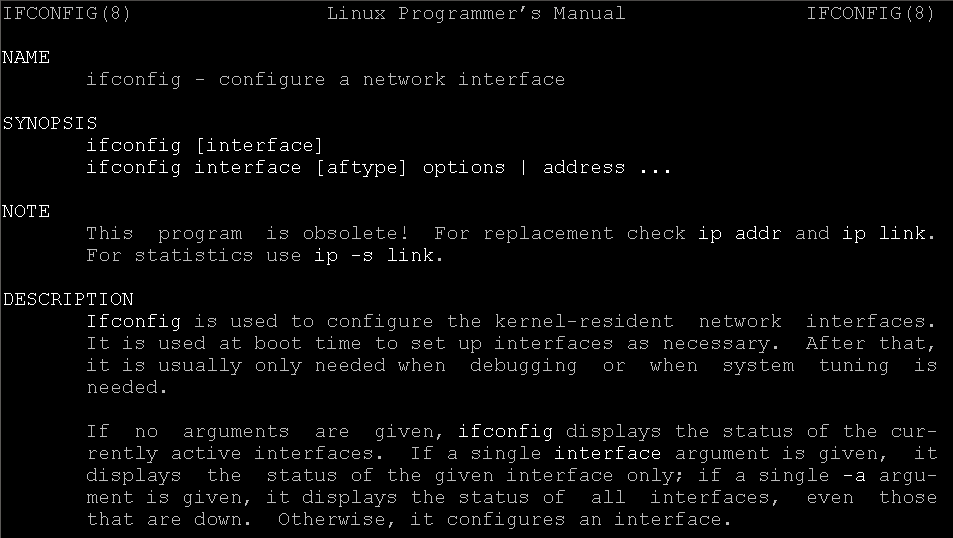 IFCONFIG(8) Linux Programmer's Manual IFCONFIG(8)
NAME
ifconfig - configure a network interface
SYNOPSIS
ifconfig [interface]
ifconfig interface [aftype] options | address ...
NOTE
This program is obsolete! For replacement check ip addr and ip link.
For statistics use ip -s link.
DESCRIPTION
Ifconfig is used to configure the kernel-resident network interfaces.
It is used at boot time to set up interfaces as necessary. After that,
it is usually only needed when debugging or when system tuning is
needed.
If no arguments are given, ifconfig displays the status of the cur-
rently active interfaces. If a single interface argument is given, it
displays the status of the given interface only; if a single -a argu-
ment is given, it displays the status of all interfaces, even those
that are down. Otherwise, it configures an interface.